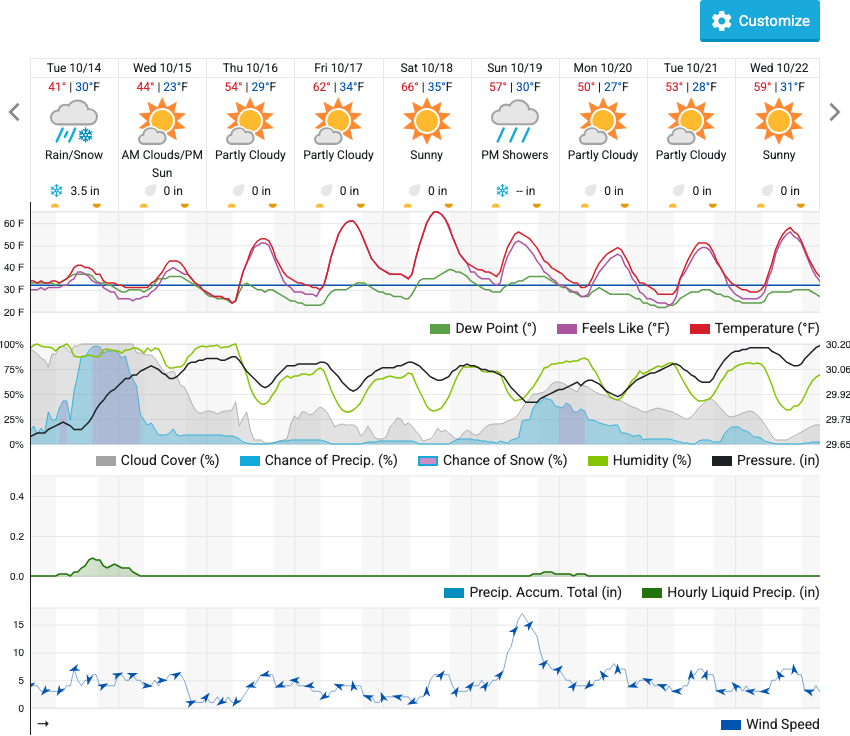 Customize
Tue 10/14 Wed 10/15 Thu 10/16 Fri 10/17 Sat 10/18 Sun 10/19 Mon 10/20 Tue 10/21 Wed 10/22
41° | 30°F 44° | 23°F 54° | 29°F 62° | 34°F 66° | 35°F 57° | 30°F 50° | 27°F 53° | 28°F 59° | 31°F
Rain/Snow AM Clouds/PM Partly Cloudy Partly Cloudy Sunny PM Showers Partly Cloudy Partly Cloudy Sunny
Sun
3.5 in 0 in 0 in 0 in 0 in -- in 0 in 0 in 0 in
60 F
50 F
40 F
30 F
20 F
Dew Point (°) Feels Like (°F) Temperature (°F)
100% 30.20
75% 30.06
50% 29.92
25% 29.79
0% 29.65
Cloud Cover (%) Chance of Precip. (%) Chance of Snow (%) Humidity (%) Pressure. (in)
0.4
0.2
0.0
Precip. Accum. Total (in) Hourly Liquid Precip. (in)
15
10
5
0
→
Wind Speed